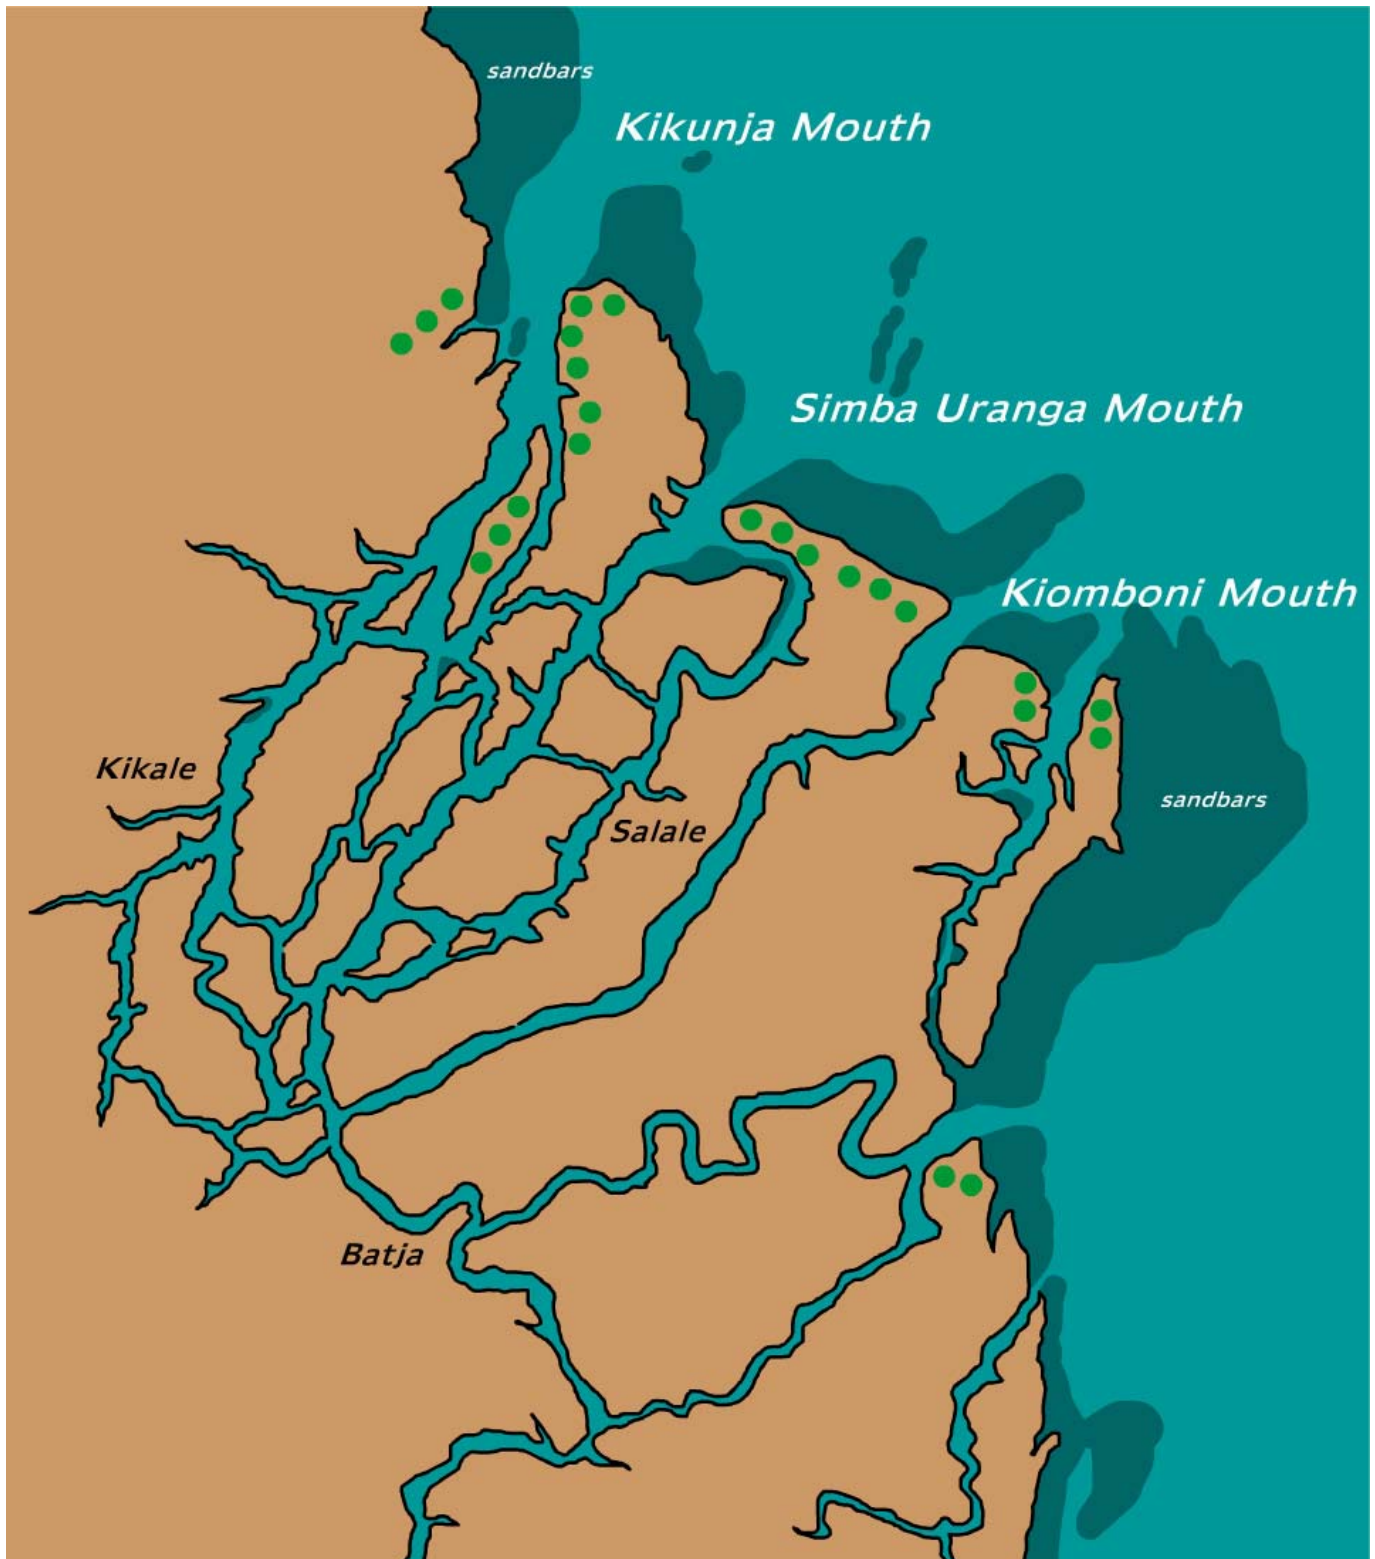 sandbars
Kikunja Mouth
Simba Uranga Mouth
Kiomboni Mouth
Kikale
sandbars
Salale
Batja